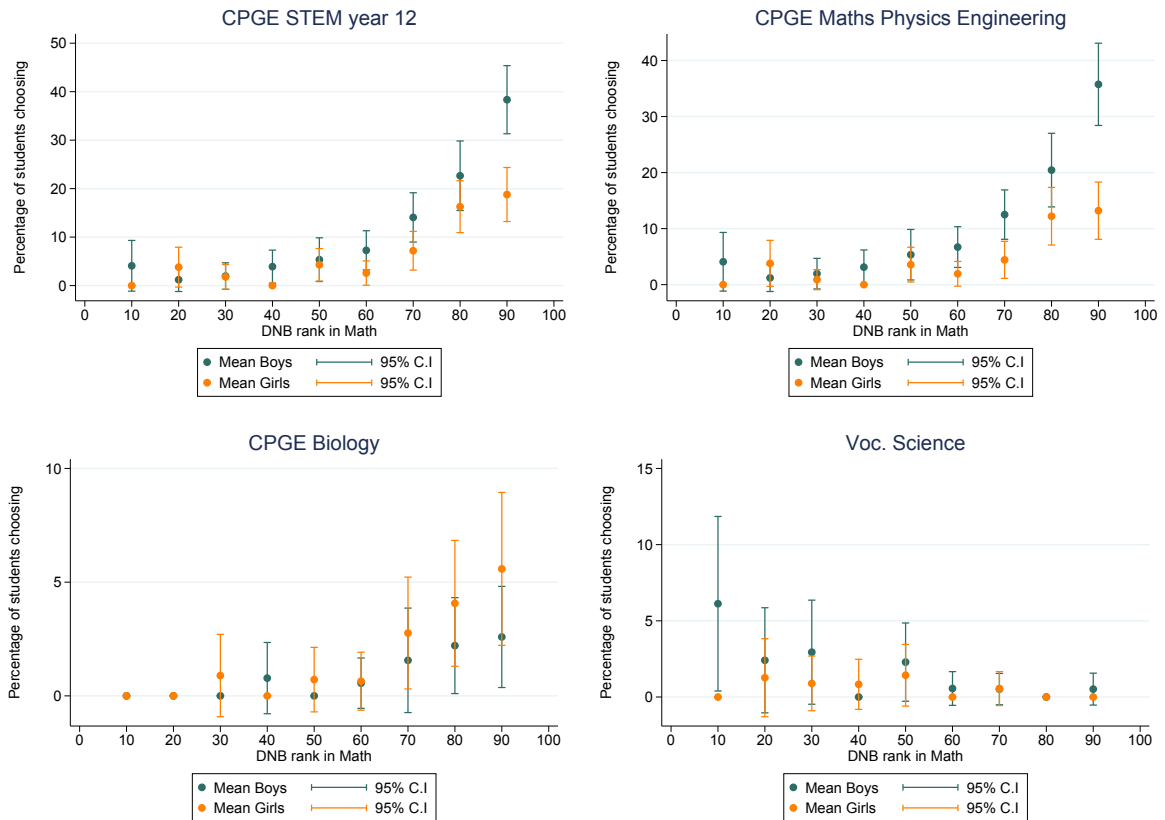 CPGE STEM year 12
Percentage of students choosing
50
40
30
20
10
0
0 10 20 30 40 50 60 70 80 90 100
DNB rank in Math
Mean Boys 95% C.I
Mean Girls 95% C.I
CPGE Maths Physics Engineering
Percentage of students choosing
40
30
20
10
0
0 10 20 30 40 50 60 70 80 90 100
DNB rank in Math
Mean Boys 95% C.I
Mean Girls 95% C.I
CPGE Biology
Percentage of students choosing
10
5
0
0 10 20 30 40 50 60 70 80 90 100
DNB rank in Math
Mean Boys 95% C.I
Mean Girls 95% C.I
Voc. Science
Percentage of students choosing
15
10
5
0
0 10 20 30 40 50 60 70 80 90 100
DNB rank in Math
Mean Boys 95% C.I
Mean Girls 95% C.I